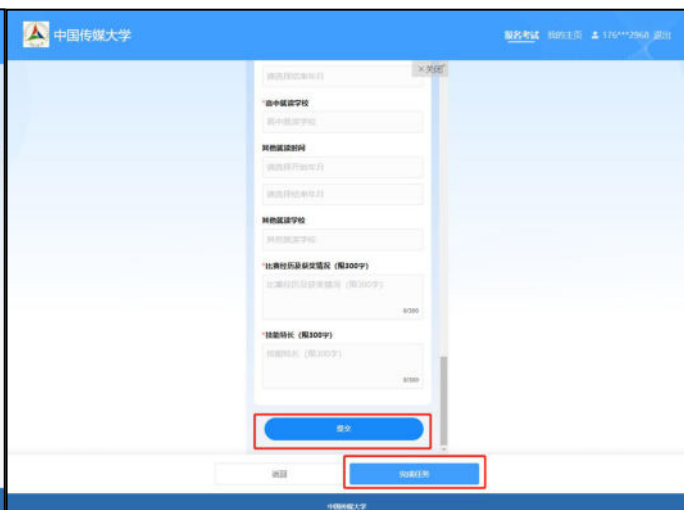 中国传媒大学
报名考试 我的主页 176***2968 退出
×关闭
请选择结束年月
*高中就读学校
高中就读学校
其他就读时间
请选择开始年月
请选择结束年月
其他就读学校
其他就读学校
*比赛经历及获奖情况（限300字）
比赛经历及获奖情况（限300字）
0/300
*技能特长（限300字）
技能特长（限300字）
0/300
提交
返回
完成任务
中国传媒大学